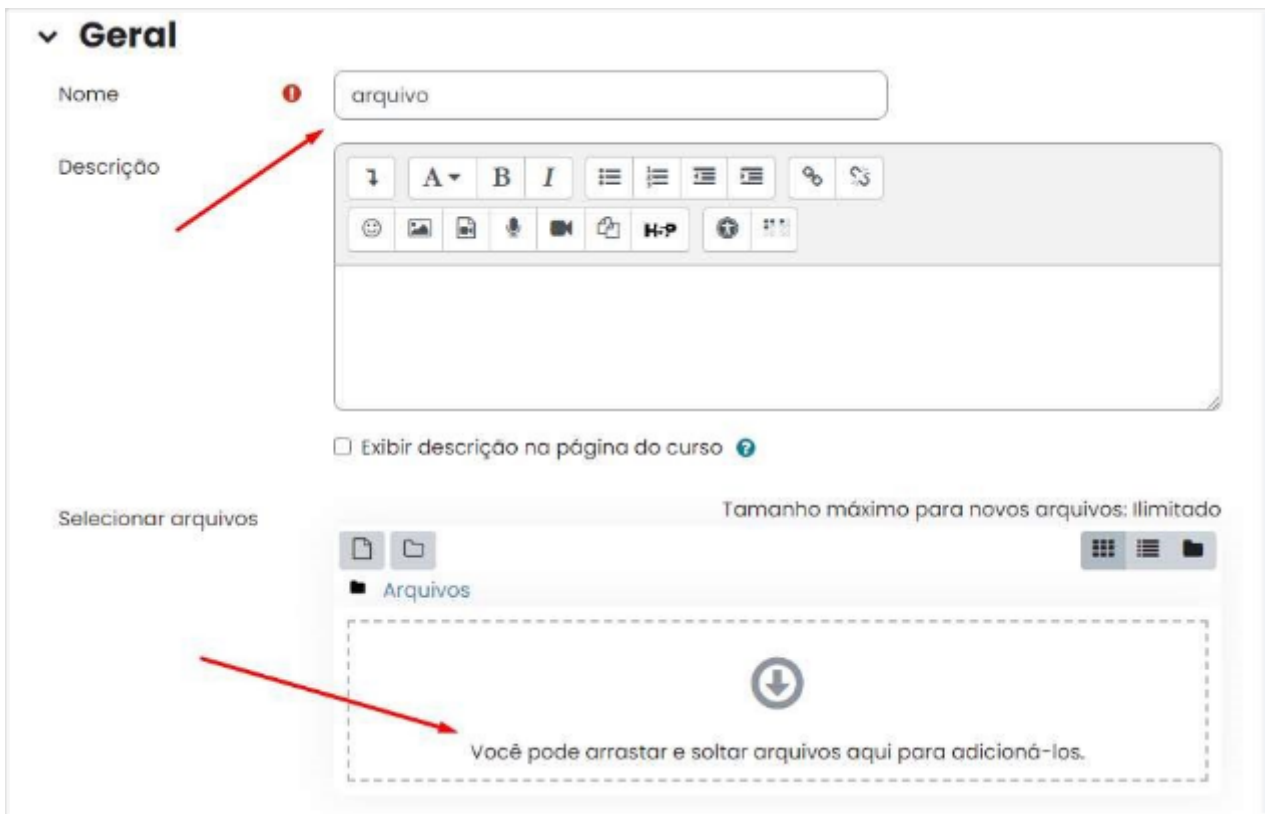 Geral
Nome
arquivo
Descrição
A B I
H-P
Exibir descrição na página do curso
Tamanho máximo para novos arquivos: Ilimitado
Selecionar arquivos
Arquivos
Você pode arrastar e soltar arquivos aqui para adicioná-los.